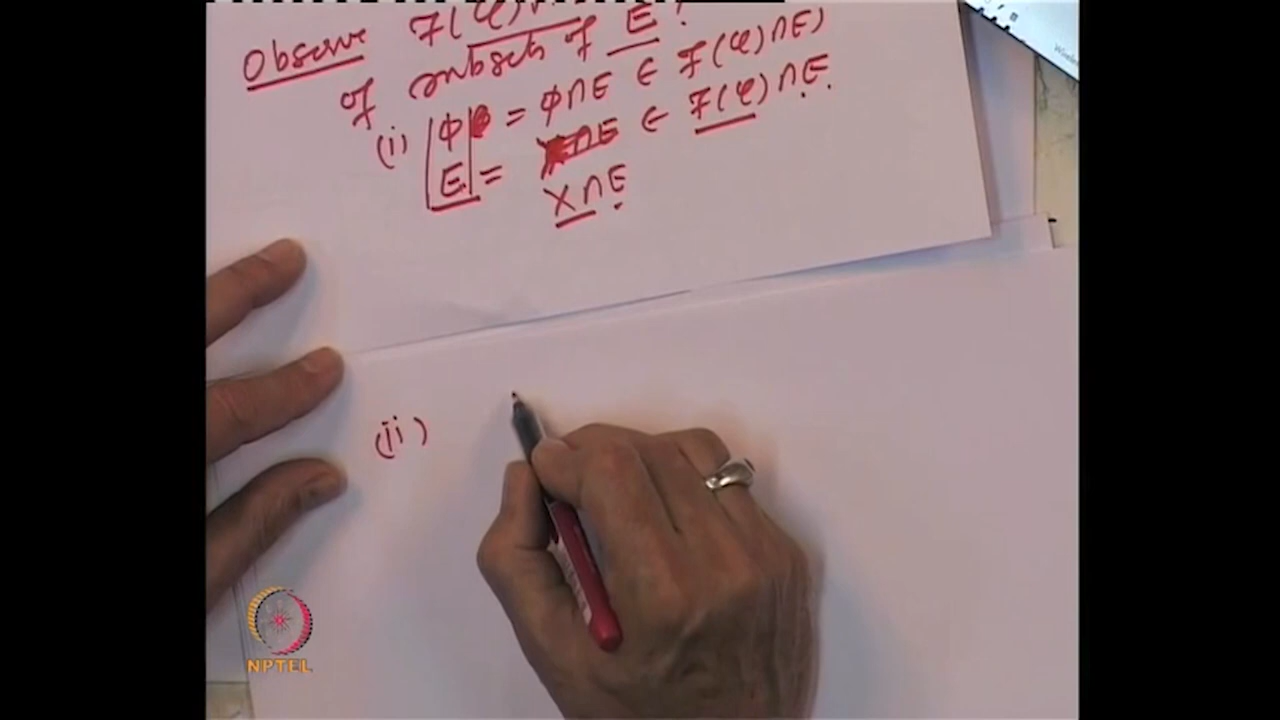 Observe F(φ)∩
of subsets of E!
(i) |φ| = φ∩E ∈ F(φ)∩E)
E = X∩E ∈ F(φ)∩E.
X∩E
(ii)
NPTEL